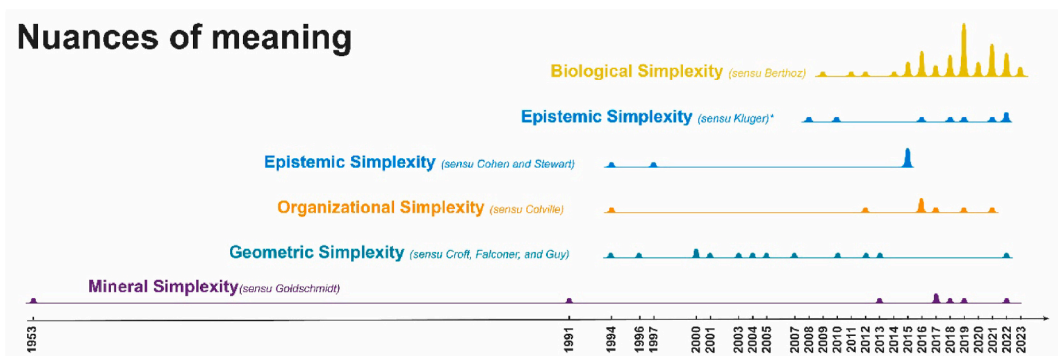 Nuances of meaning
Biological Simplexity (sensu Berthoz)
Epistemic Simplexity (sensu Kluger)*
Epistemic Simplexity (sensu Cohen and Stewart)
Organizational Simplexity (sensu Colville)
Geometric Simplexity (sensu Croft, Falconer, and Guy)
Mineral Simplexity(sensu Goldschmidt)
1953 1991 1994 1996 1997 2000 2001 2003 2004 2005 2007 2008 2009 2010 2011 2012 2013 2014 2015 2016 2017 2018 2019 2020 2021 2022 2023